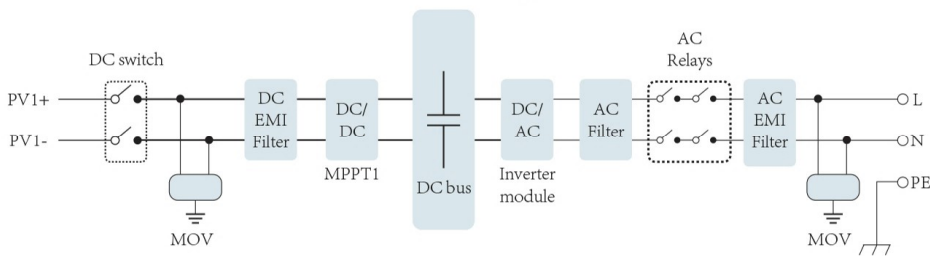 DC switch
PV1+
PV1-
MOV
DC
EMI
Filter
DC/
DC
MPPT1
DC bus
DC/
AC
Inverter
module
AC
Filter
AC
Relays
AC
EMI
Filter
MOV
L
N
PE